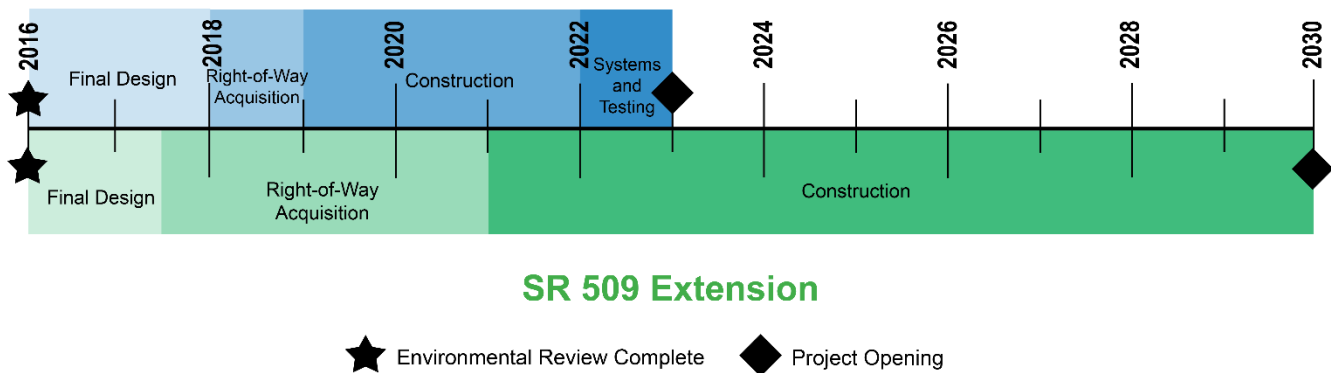 2016
2018
2020
2022
2024
2026
2028
2030
Final Design
Right-of-Way
Acquisition
Construction
Systems
and
Testing
Final Design
Right-of-Way
Acquisition
Construction
SR 509 Extension
Environmental Review Complete
Project Opening